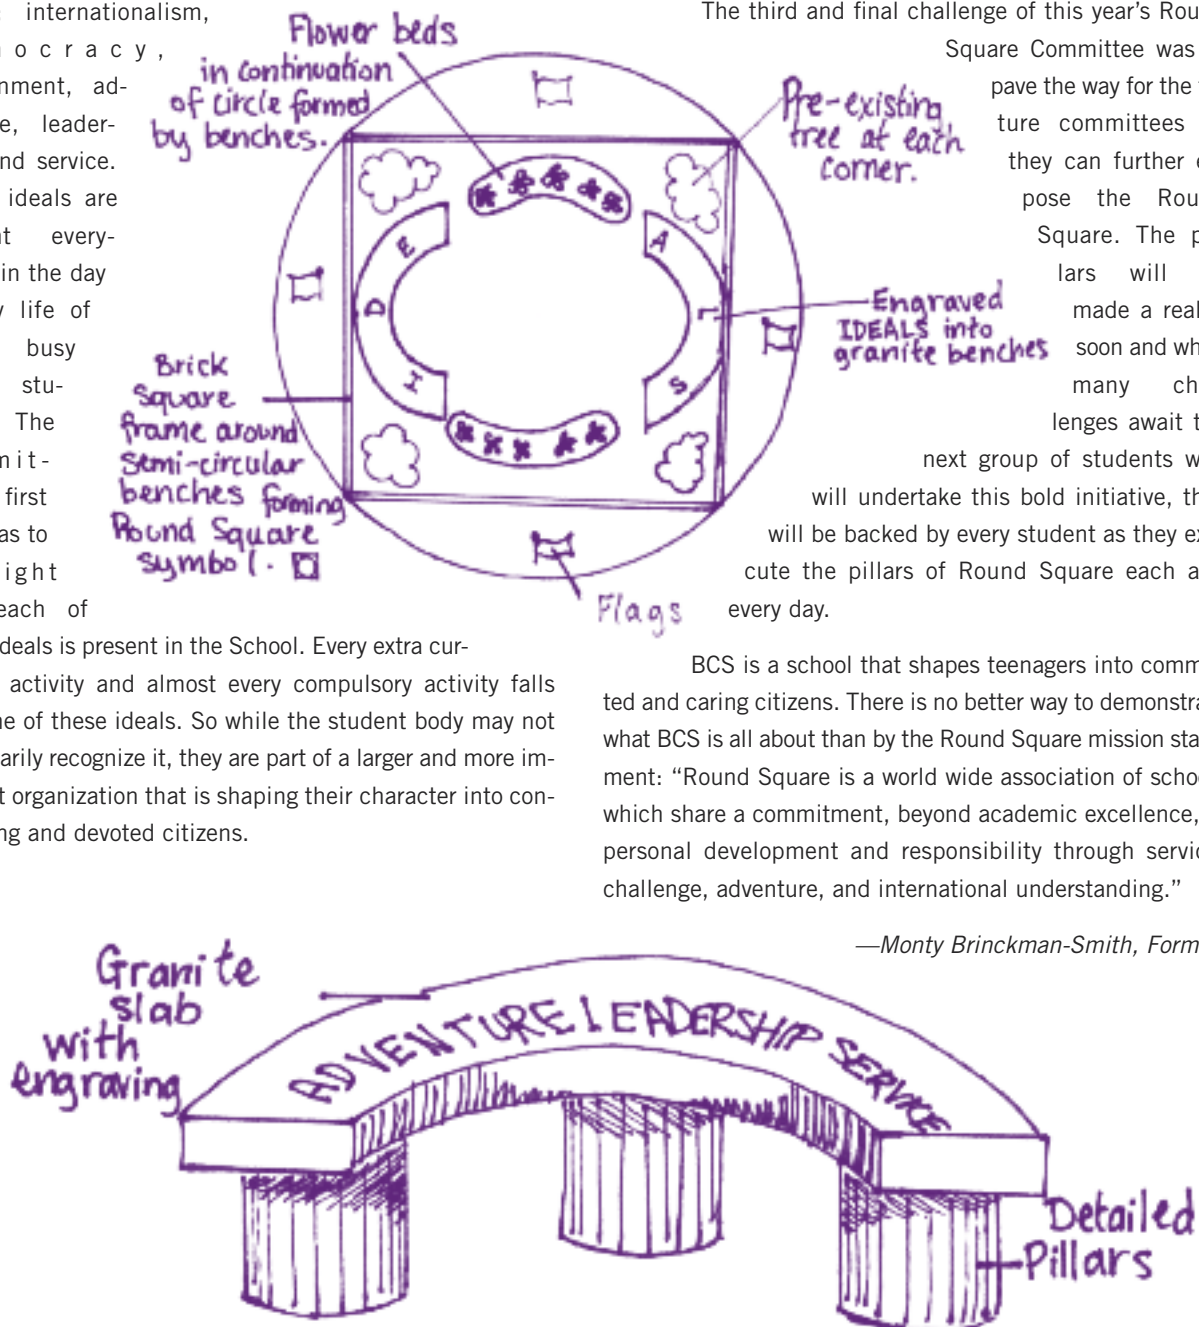 internationalism,
o c r a c y ,
nment, ad-
e, leader-
nd service.
ideals are
t every-
in the day
life of
busy
stu-
The
mit-
first
as to
ight
each of
deals is present in the School. Every extra cur-
activity and almost every compulsory activity falls
ne of these ideals. So while the student body may not
arily recognize it, they are part of a larger and more im-
t organization that is shaping their character into con-
ng and devoted citizens.
Flower beds
in continuation
of circle formed
by benches.
Pre-existing
tree at each
corner.
E
D
I
A
L
S
Engraved
IDEALS into
granite benches
Brick
Square
frame around
semi-circular
benches forming
Round Square
symbol.
Flags
The third and final challenge of this year's Rou
Square Committee was
pave the way for the
ture committees
they can further e
pose the Rou
Square. The p
lars will
made a real
soon and wh
many ch
lenges await t
next group of students w
will undertake this bold initiative, th
will be backed by every student as they ex
cute the pillars of Round Square each a
every day.
BCS is a school that shapes teenagers into comm
ted and caring citizens. There is no better way to demonstra
what BCS is all about than by the Round Square mission sta
ment: “Round Square is a world wide association of schoo
which share a commitment, beyond academic excellence,
personal development and responsibility through servic
challenge, adventure, and international understanding.”
—Monty Brinckman-Smith, Form
Granite
slab
with
engraving
ADVENTURE LEADERSHIP SERVICE
Detailed
Pillars